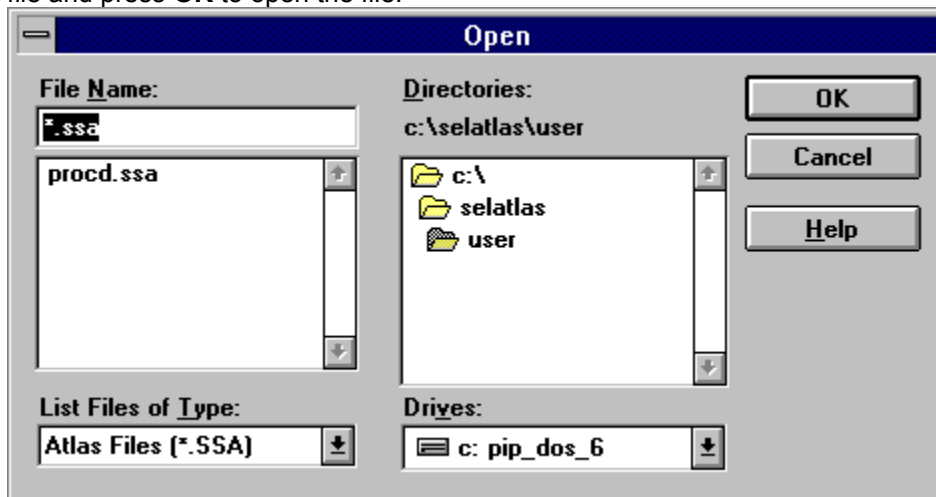 file and press OK to open the file.
Open
File Name:
*.ssa
procd.ssa
List Files of Type:
Atlas Files (*.SSA)
Directories:
c:\selatlas\user
c:\
selatlas
user
Drives:
c: pip_dos_6
OK
Cancel
Help